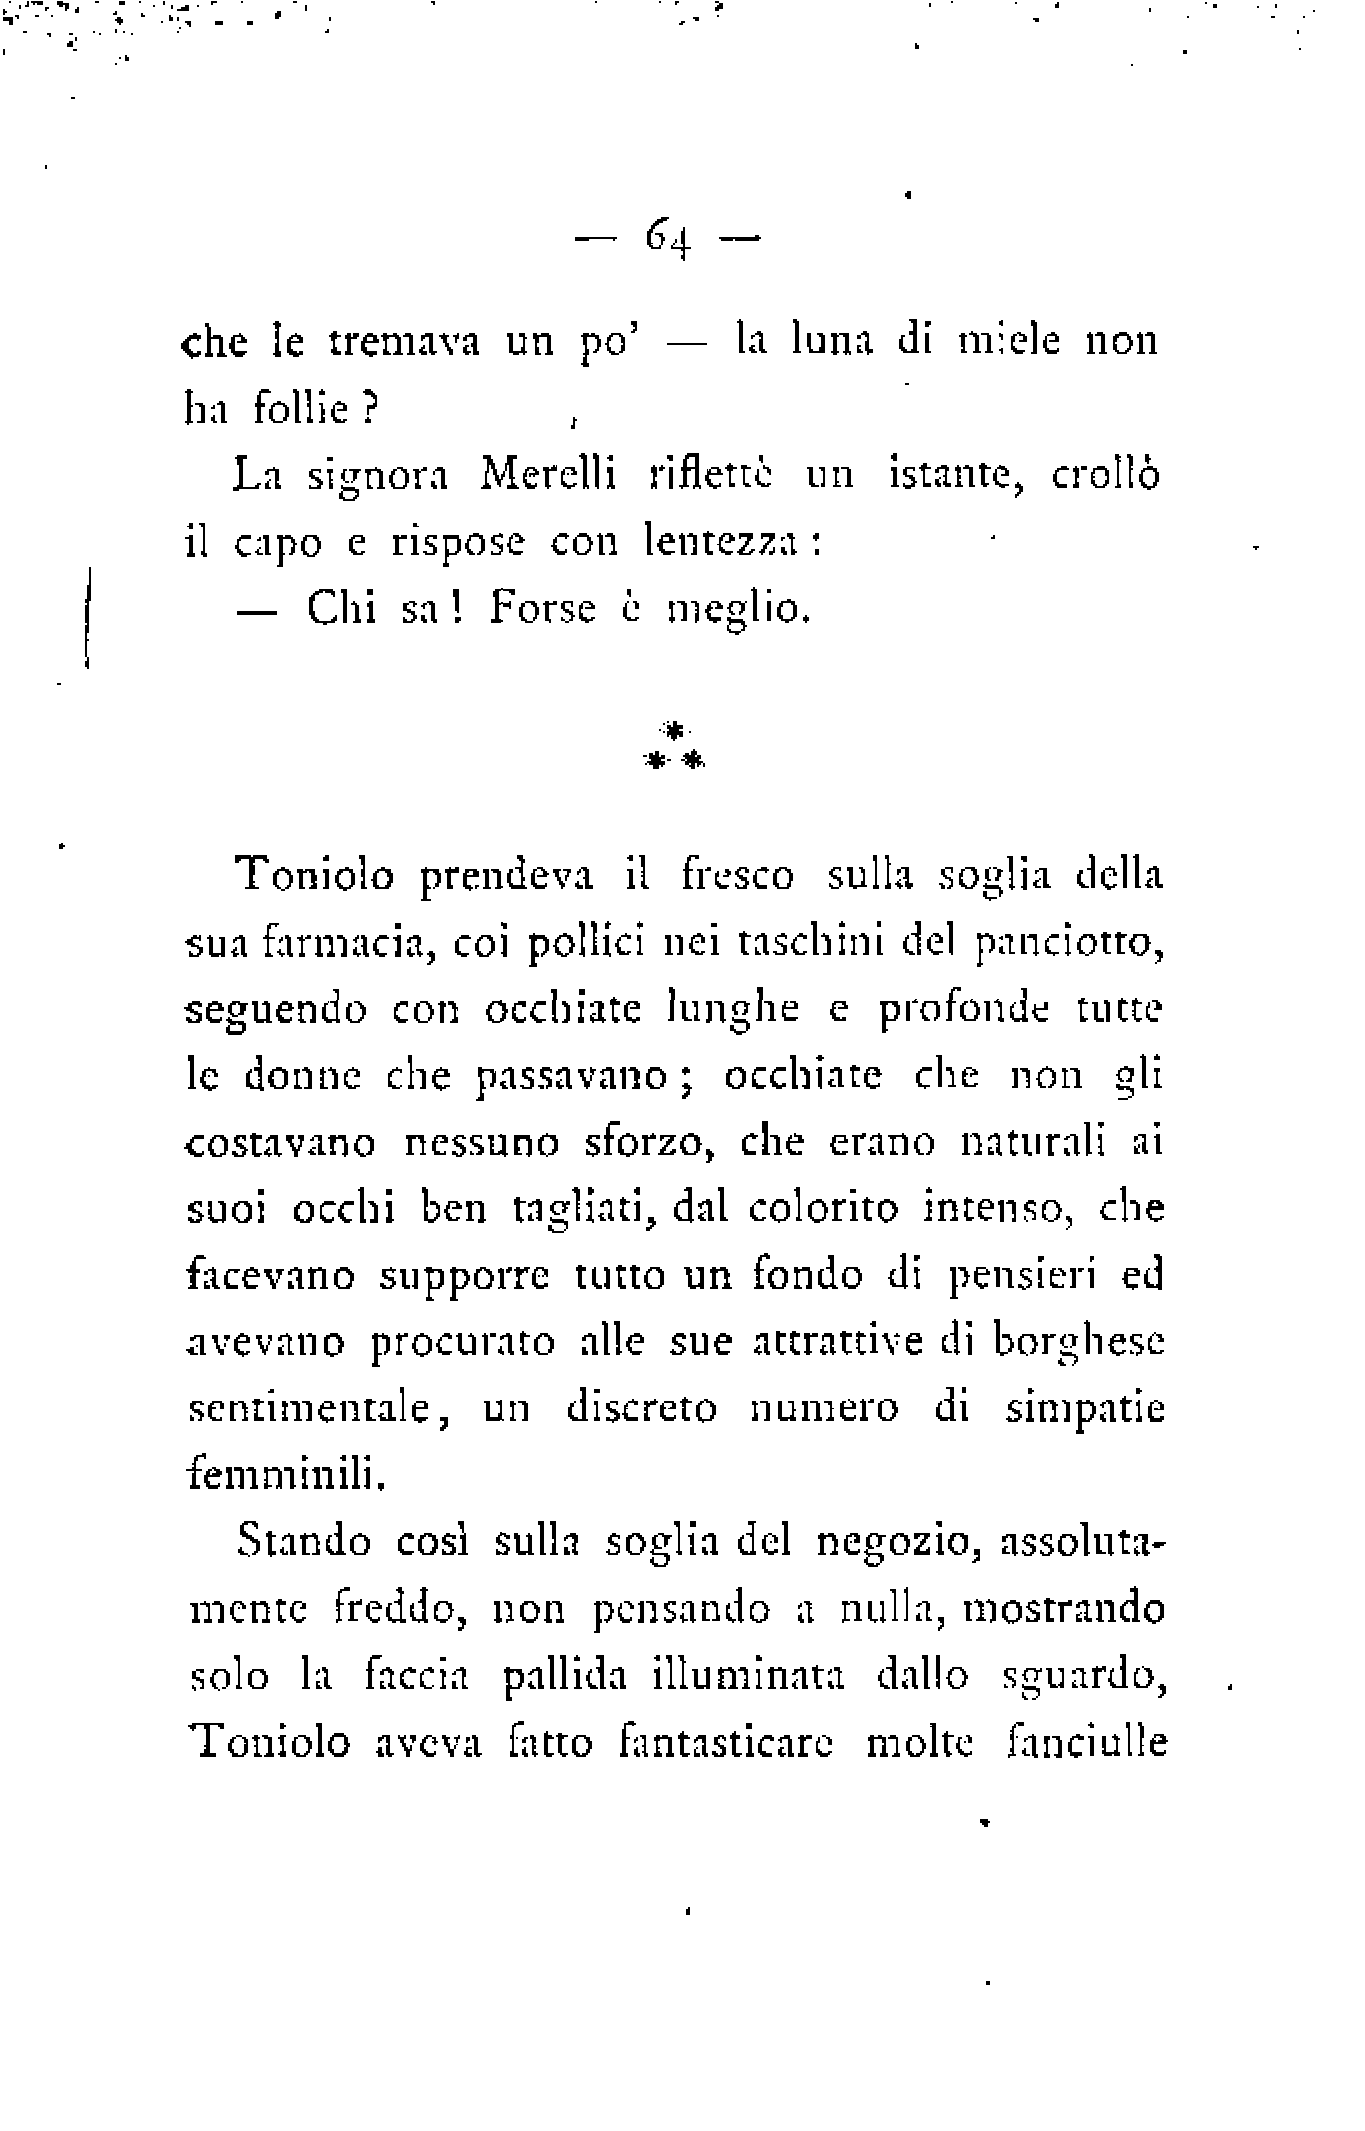 — 64 —
che le tremava un po' — la luna di miele non
ha follie ?
La signora Merelli riflettè un istante, crollò
il capo e rispose con lentezza :
— Chi sa ! Forse è meglio.
*
* *
Toniolo prendeva il fresco sulla soglia della
sua farmacia, coi pollici nei taschini del panciotto,
seguendo con occhiate lunghe e profonde tutte
le donne che passavano ; occhiate che non gli
costavano nessuno sforzo, che erano naturali ai
suoi occhi ben tagliati, dal colorito intenso, che
facevano supporre tutto un fondo di pensieri ed
avevano procurato alle sue attrattive di borghese
sentimentale, un discreto numero di simpatie
femminili.
Stando così sulla soglia del negozio, assoluta-
mente freddo, non pensando a nulla, mostrando
solo la faccia pallida illuminata dallo sguardo,
Toniolo aveva fatto fantasticare molte fanciulle